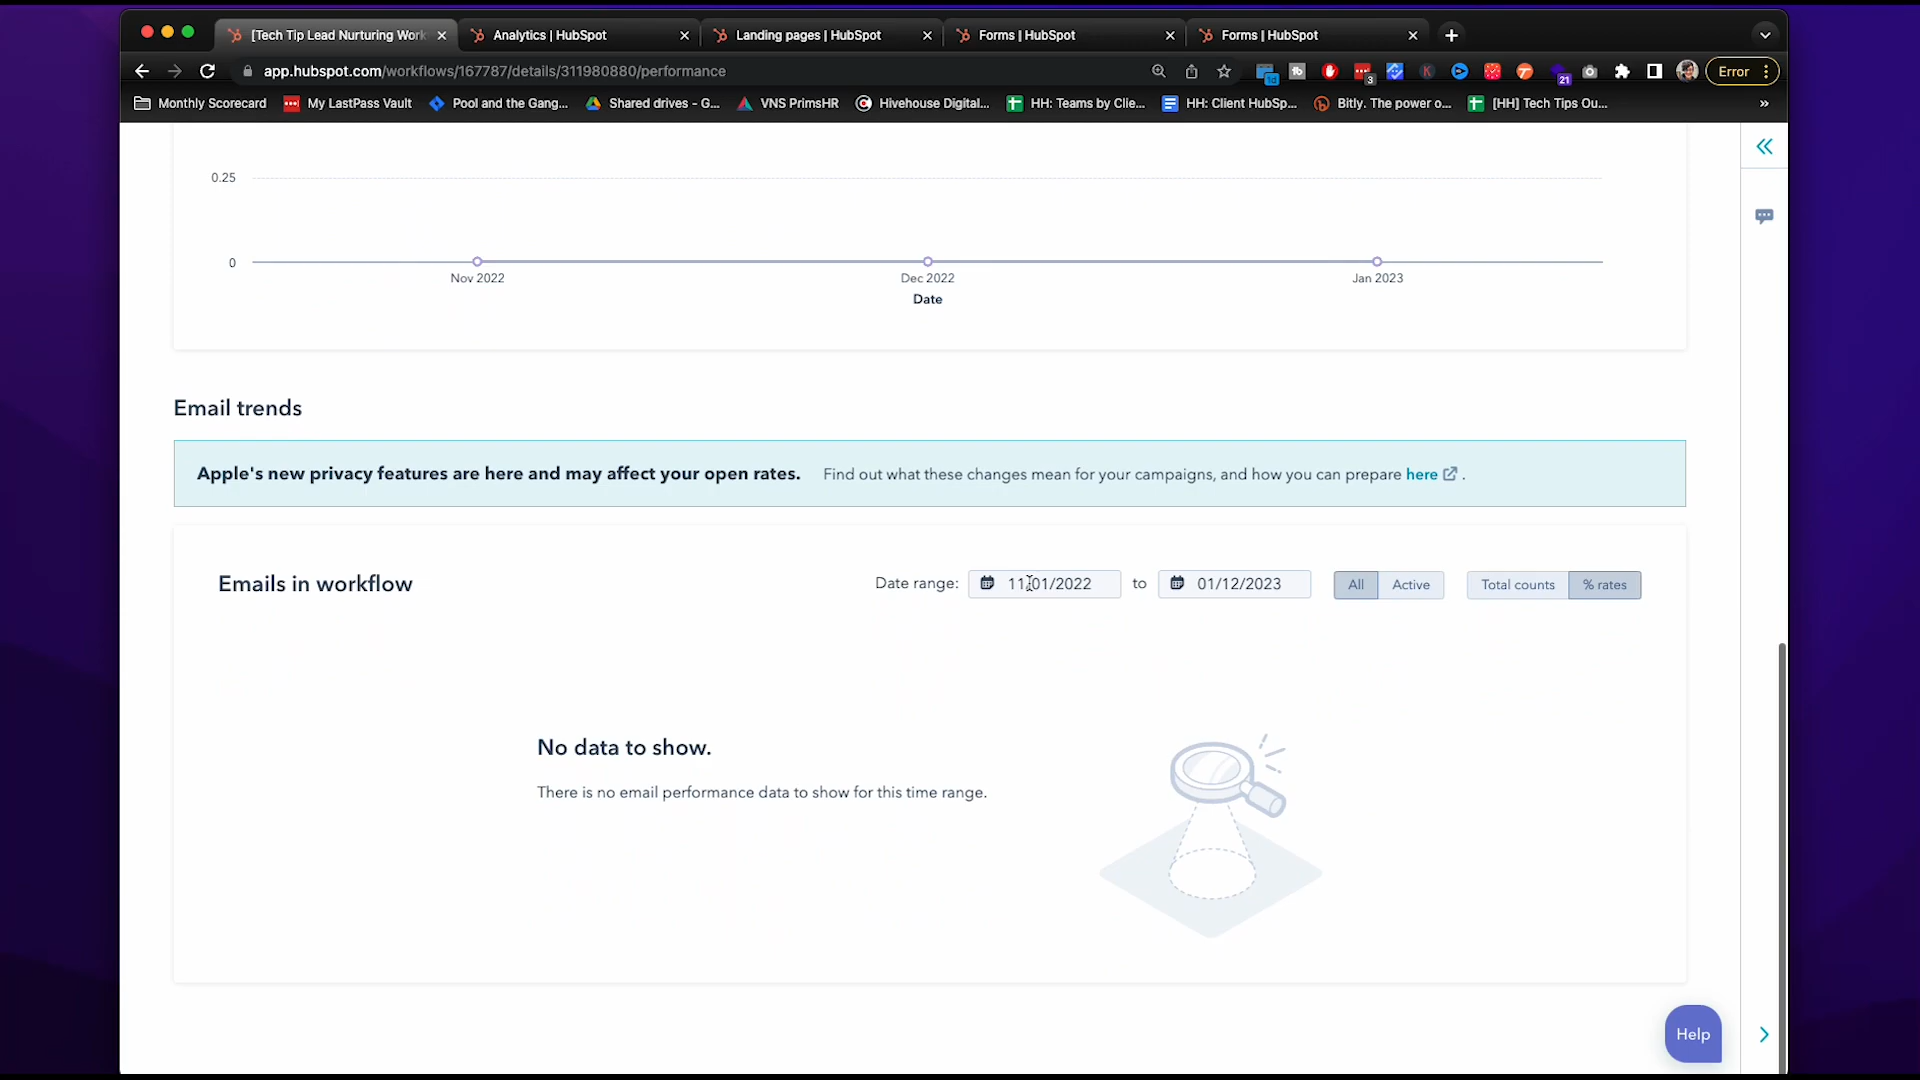 [Tech Tip Lead Nurturing Work
Analytics | HubSpot
Landing pages | HubSpot
Forms | HubSpot
Forms | HubSpot
app.hubspot.com/workflows/167787/details/311980880/performance
1d
3
21
Error
Monthly Scorecard
My LastPass Vault
Pool and the Gang...
Shared drives - G...
VNS PrimsHR
Hivehouse Digital...
HH: Teams by Clie...
HH: Client HubSp...
Bitly. The power o...
[HH] Tech Tips Ou...
0.25
0
Nov 2022
Dec 2022
Jan 2023
Date
Email trends
Apple's new privacy features are here and may affect your open rates. Find out what these changes mean for your campaigns, and how you can prepare here .
Emails in workflow
Date range: 11/01/2022 to 01/12/2023
All
Active
Total counts
% rates
No data to show.
There is no email performance data to show for this time range.
Help